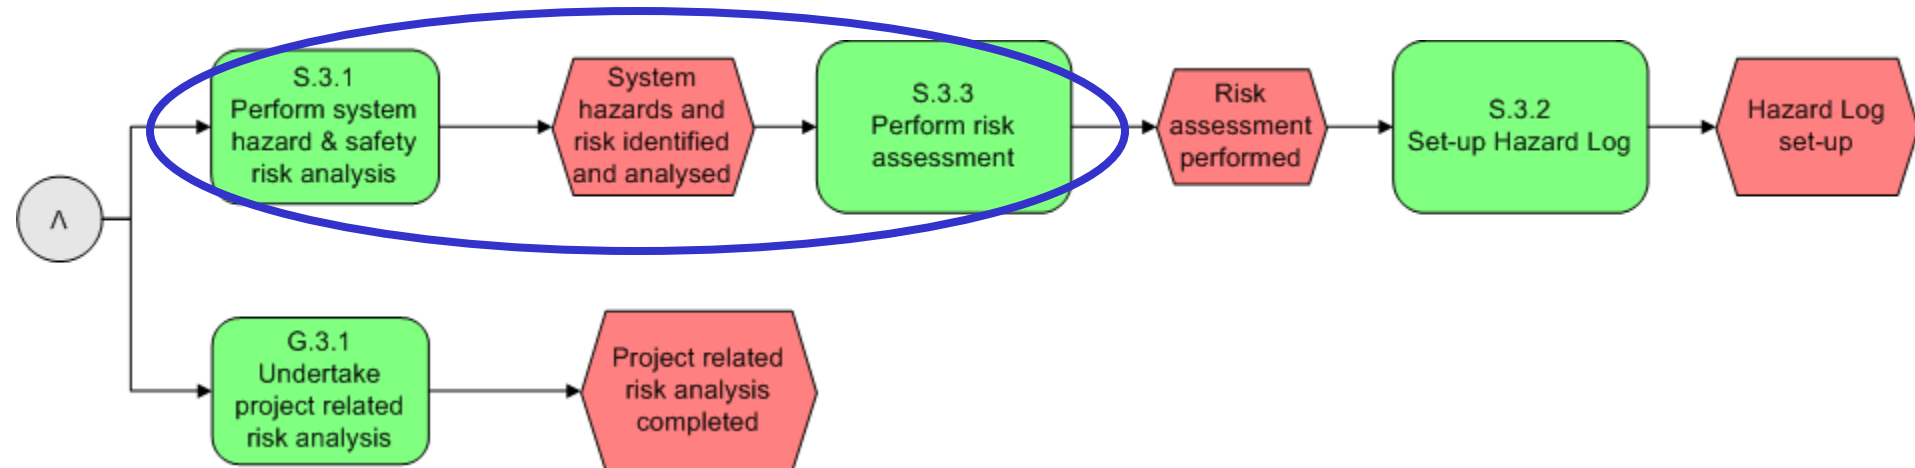 S.3.1
Perform system
hazard & safety
risk analysis
System
hazards and
risk identified
and analysed
S.3.3
Perform risk
assessment
Risk
assessment
performed
S.3.2
Set-up Hazard Log
Hazard Log
set-up
Λ
G.3.1
Undertake
project related
risk analysis
Project related
risk analysis
completed